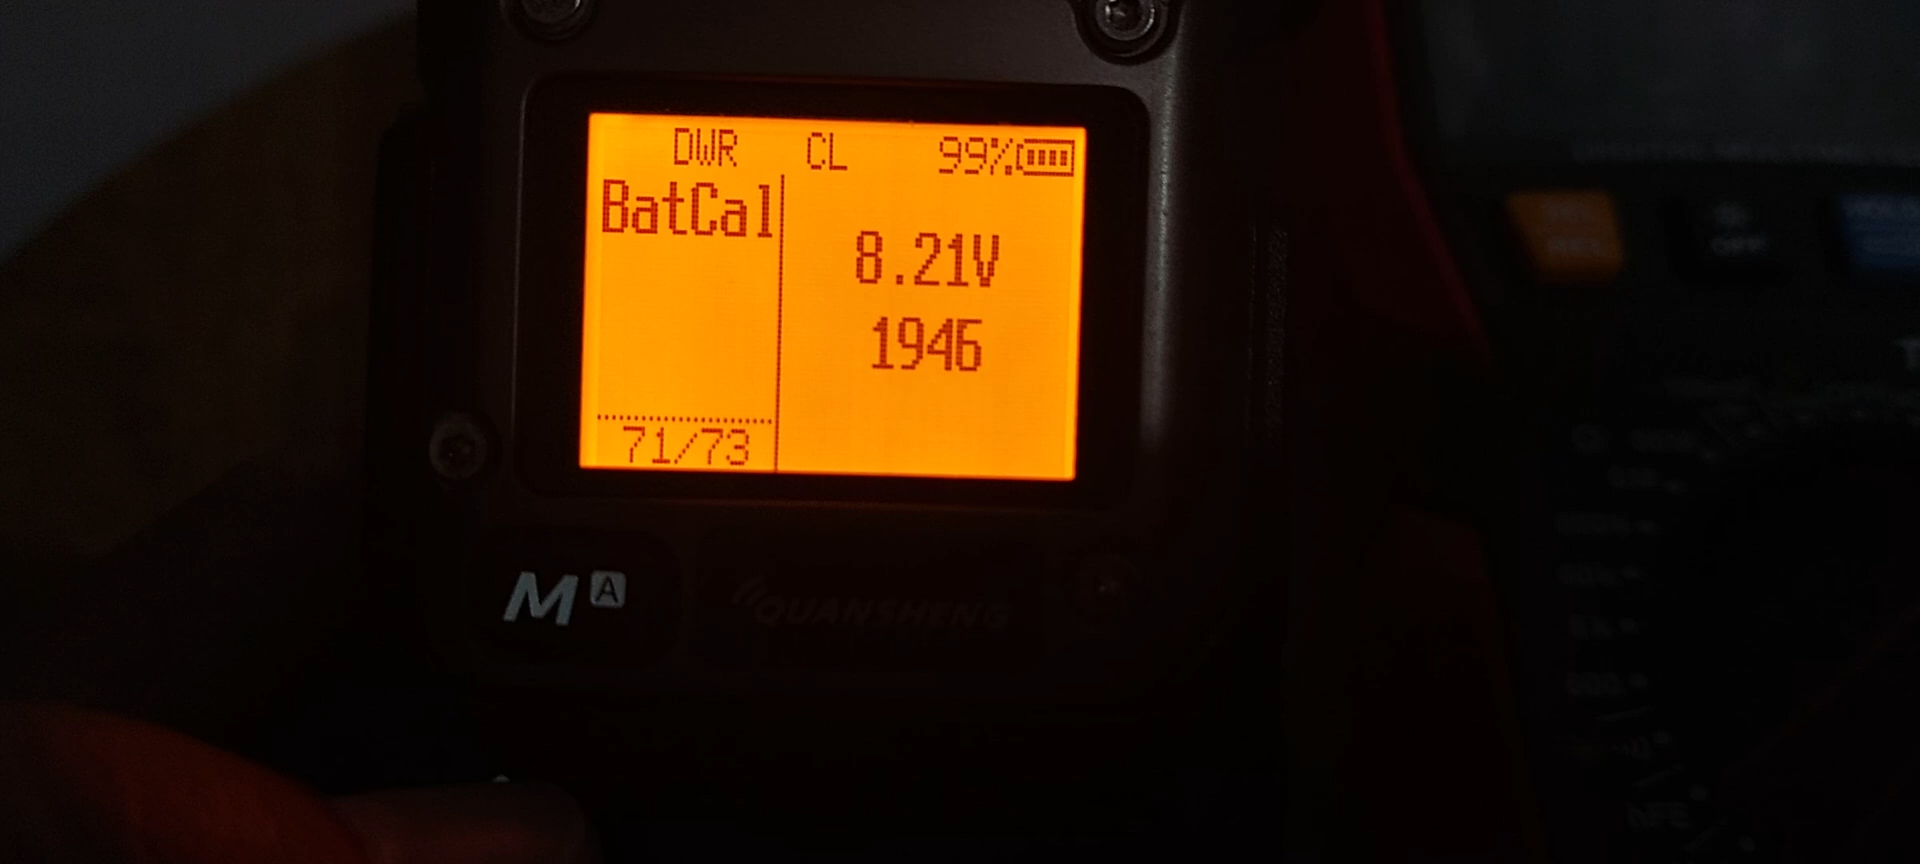 DWR CL 99%
BatCal
8.21V
1946
71/73
M A
QUANSHENG